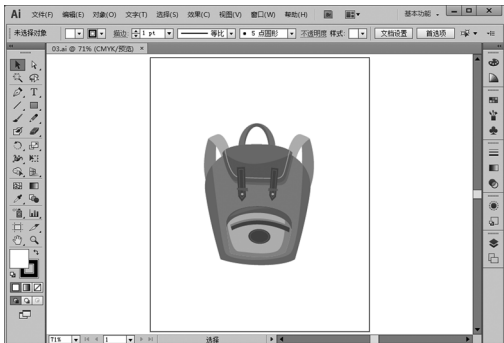 Ai 文件(F) 编辑(E) 对象(O) 文字(T) 选择(S) 效果(C) 视图(V) 窗口(W) 帮助(H) 基本功能
未选择对象 描边: 1 pt 等比 5 点圆形 不透明度 样式: 文档设置 首选项
03.ai @ 71% (CMYK/预览) ×
71% 1 选择